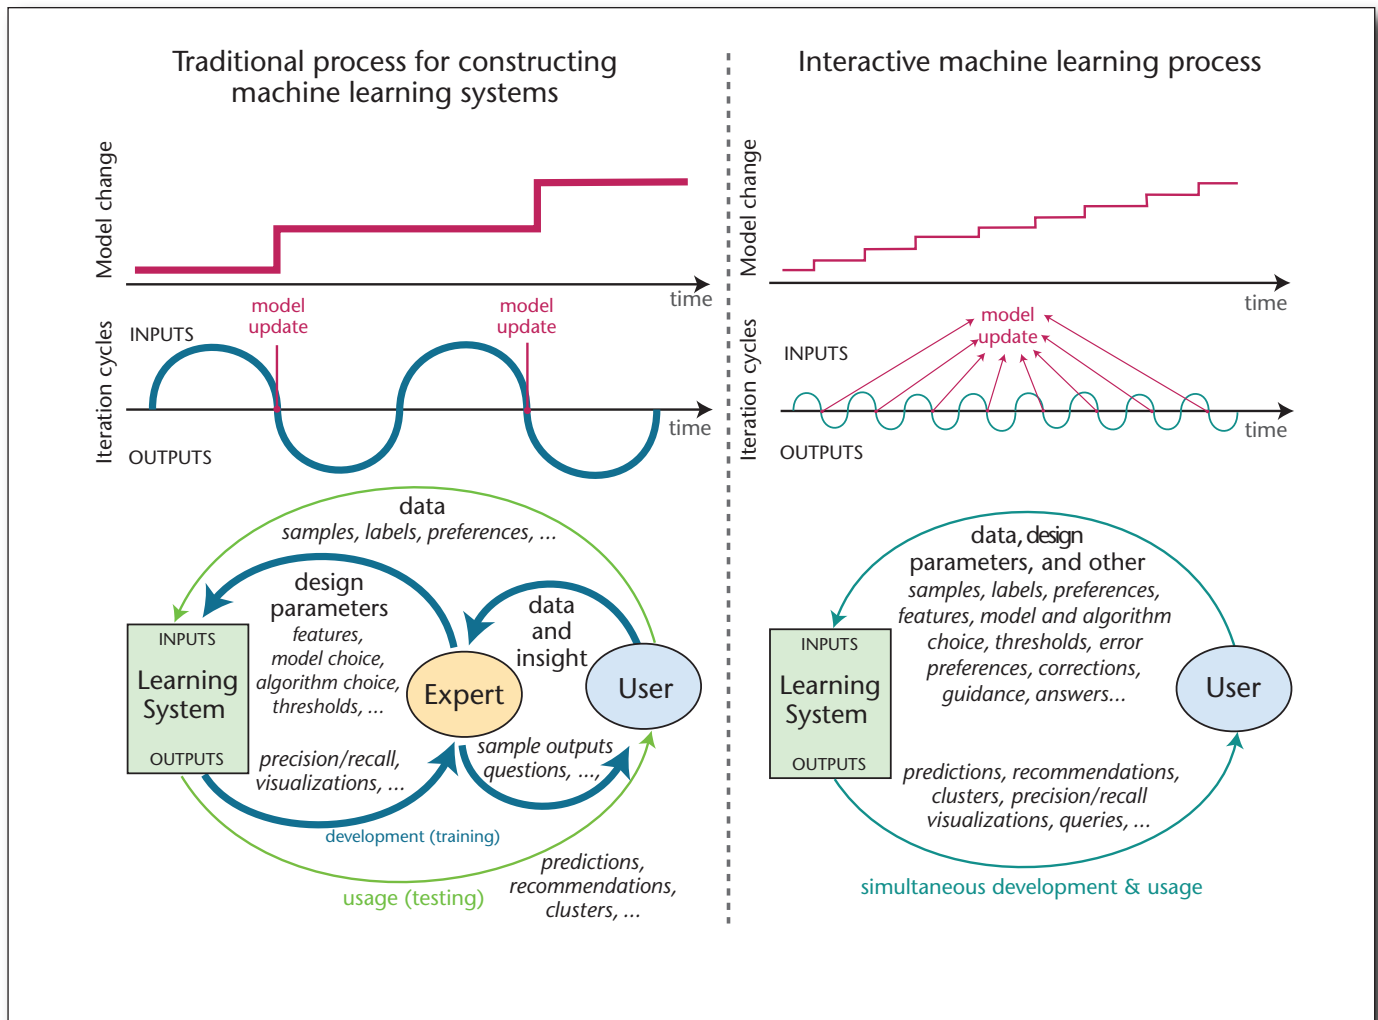 Traditional process for constructing
machine learning systems
Model change
time
model
update
model
update
Iteration cycles
INPUTS
OUTPUTS
time
data
samples, labels, preferences, ...
design
parameters
features,
model choice,
algorithm choice,
thresholds, ...
data
and
insight
INPUTS
Learning
System
OUTPUTS
Expert
User
precision/recall,
visualizations, ...
sample outputs
questions, ...,
development (training)
usage (testing)
predictions,
recommendations,
clusters, ...
Interactive machine learning process
Model change
time
model
update
Iteration cycles
INPUTS
OUTPUTS
time
data, design
parameters, and other
samples, labels, preferences,
features, model and algorithm
choice, thresholds, error
preferences, corrections,
guidance, answers...
INPUTS
Learning
System
OUTPUTS
User
predictions, recommendations,
clusters, precision/recall
visualizations, queries, ...
simultaneous development & usage